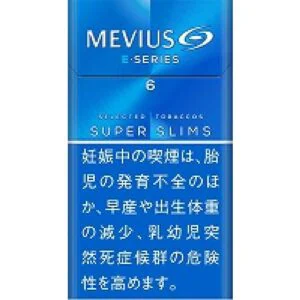 MEVIUS
E·SERIES
6
SELECTED TOBACCOS
SUPER SLIMS
妊娠中の喫煙は、胎
児の発育不全のほ
か、早産や出生体重
の減少、乳幼児突
然死症候群の危険
性を高めます。